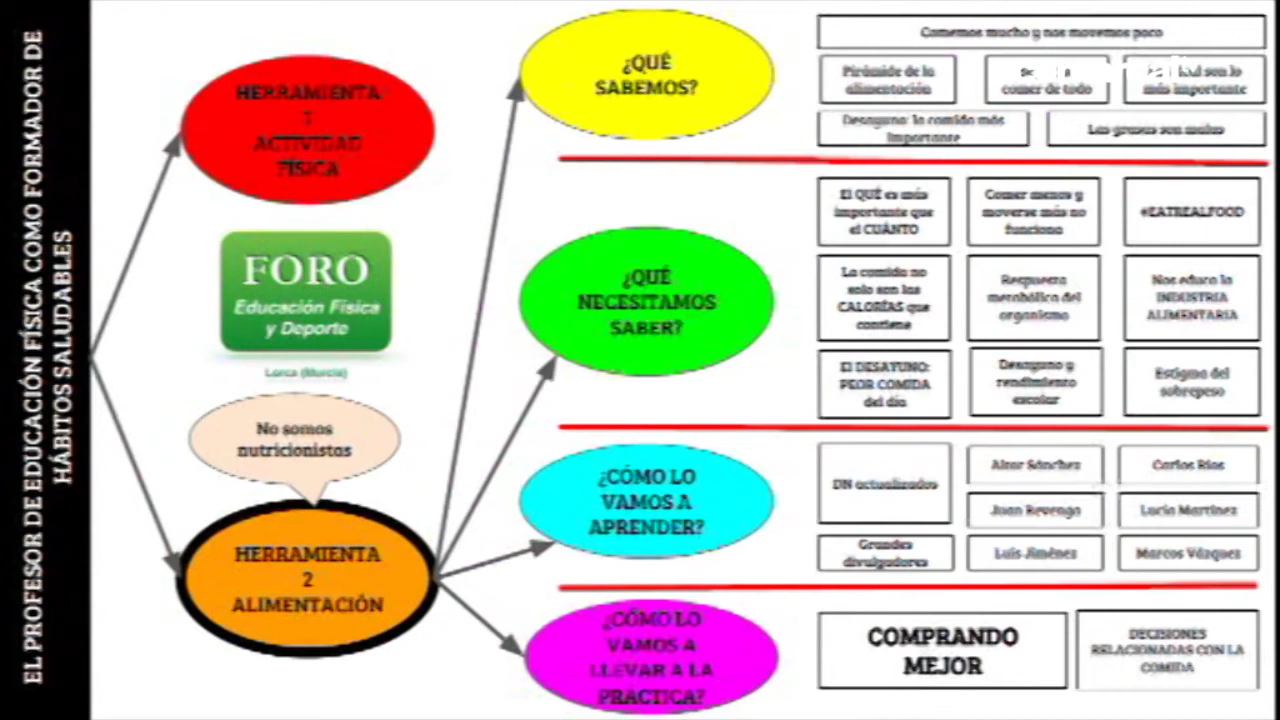 EL PROFESOR DE EDUCACIÓN FÍSICA COMO FORMADOR DE
HÁBITOS SALUDABLES
HERRAMIENTA
1
ACTIVIDAD
FÍSICA
FORO
Educación Física
y Deporte
Lorca (Murcia)
No somos
nutricionistas
HERRAMIENTA
2
ALIMENTACIÓN
¿QUÉ
SABEMOS?
Comemos mucho y nos movemos poco
Pirámide de la
alimentación
comer de todo
son lo
más importante
Desayuno: la comida más
importante
Las grasas son malas
¿QUÉ
NECESITAMOS
SABER?
El QUÉ es más
importante que
el CUÁNTO
Comer menos y
moverse más no
funciona
#EATREALFOOD
La comida no
solo son las
CALORÍAS que
contiene
Respuesta
metabólica del
organismo
Nos educa la
INDUSTRIA
ALIMENTARIA
El DESAYUNO:
PEOR COMIDA
del día
Desayuno y
rendimiento
escolar
Estigma del
sobrepeso
¿CÓMO LO
VAMOS A
APRENDER?
DN actualizados
Aitor Sánchez
Carlos Ríos
Juan Revenga
Lucía Martínez
Grandes
divulgadores
Luis Jiménez
Marcos Vázquez
¿CÓMO LO
VAMOS A
LLEVAR A LA
PRÁCTICA?
COMPRANDO
MEJOR
DECISIONES
RELACIONADAS CON LA
COMIDA